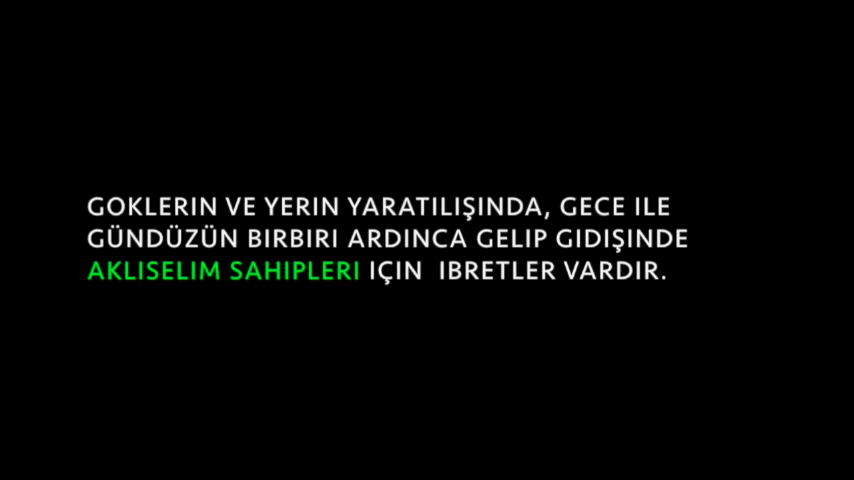 GOKLERIN VE YERIN YARATILIŞINDA, GECE ILE
GÜNDÜZÜN BIRBIRI ARDINCA GELIP GIDIŞINDE
AKLISELIM SAHIPLERI IÇIN IBRETLER VARDIR.